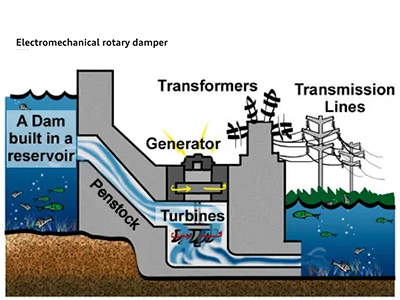 Electromechanical rotary damper
Transformers
Transmission
Lines
A Dam
built in a
reservoir
Generator
Penstock
Turbines